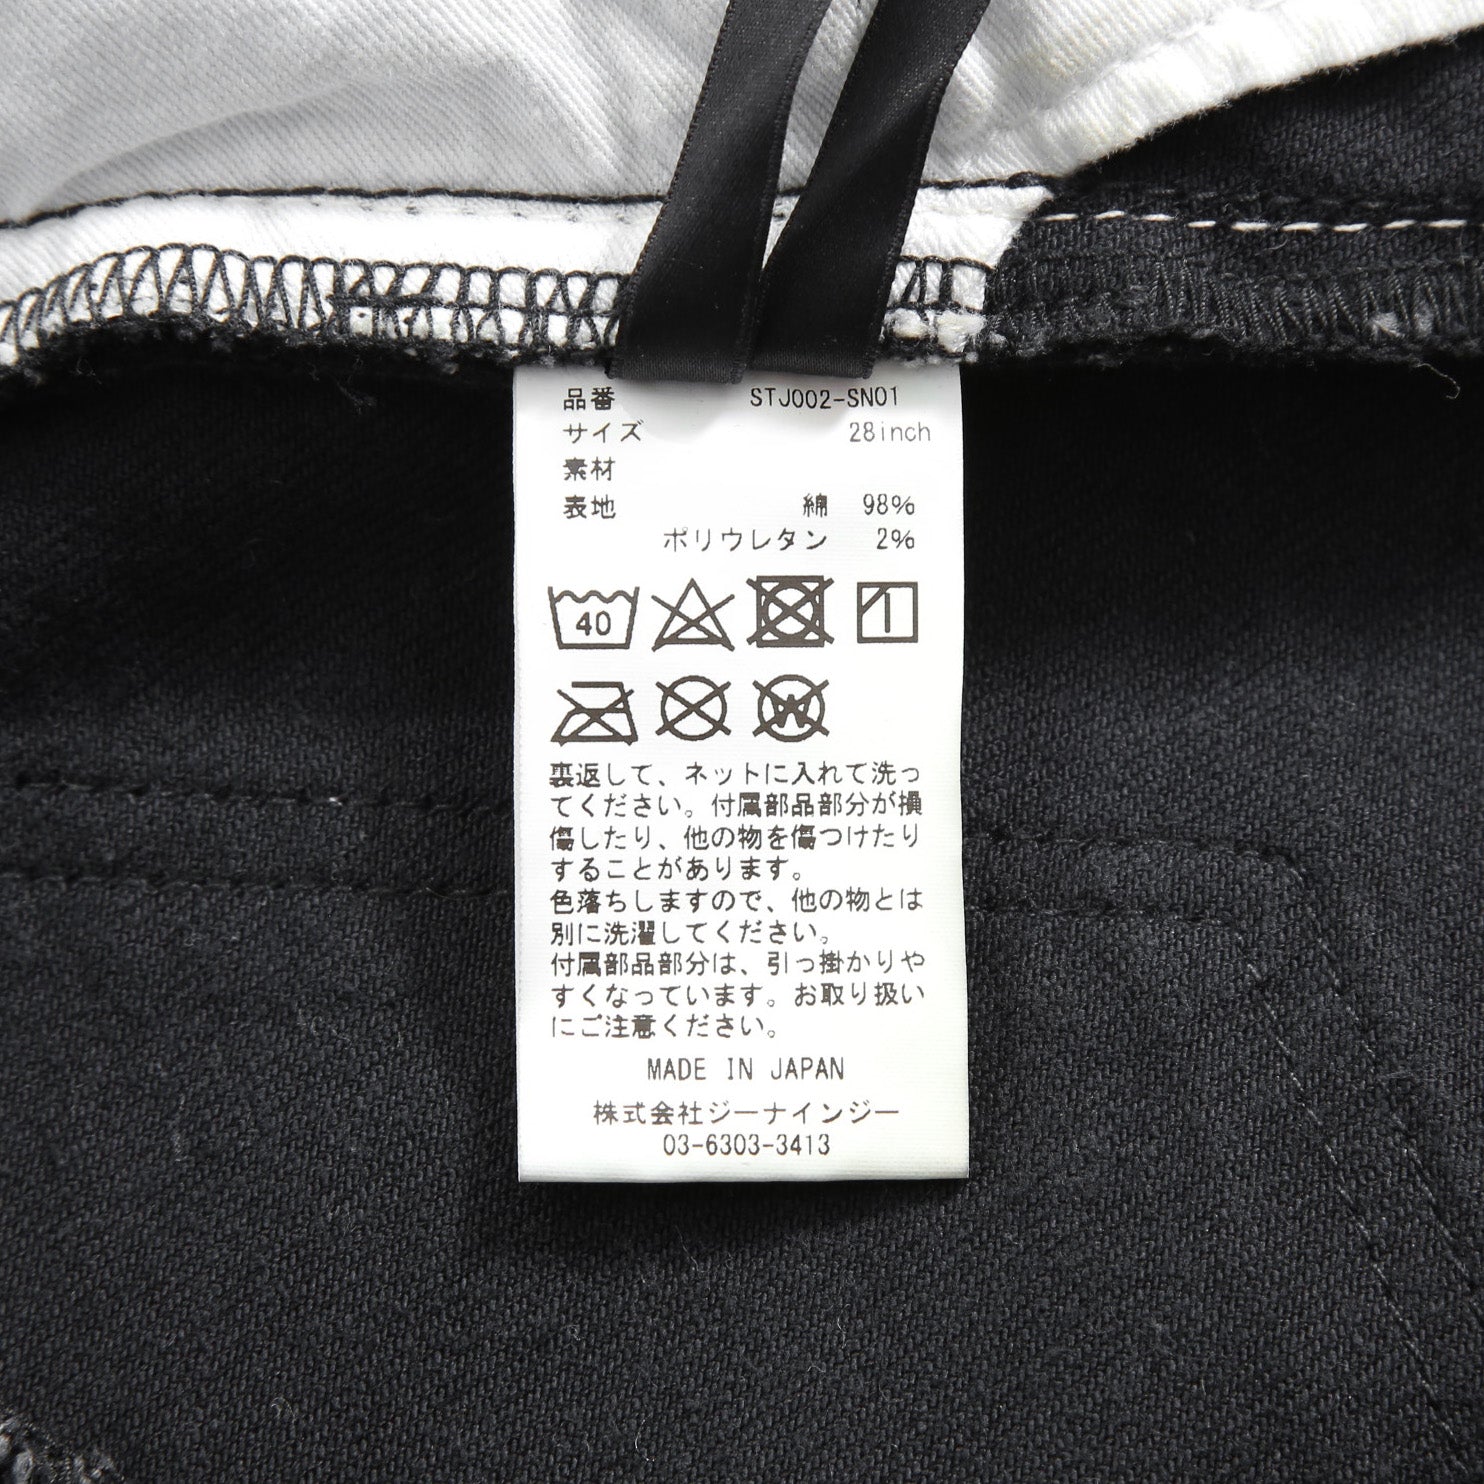 品番 STJ002-SN01
サイズ 28inch
素材
表地 綿 98%
ポリウレタン 2%
40
W
裏返して、ネットに入れて洗っ
てください。付属部品部分が損
傷したり、他の物を傷つけたり
することがあります。
色落ちしますので、他の物とは
別に洗濯してください。
付属部品部分は、引っ掛かりや
すくなっています。お取り扱い
にご注意ください。
MADE IN JAPAN
株式会社ジーナインジー
03-6303-3413